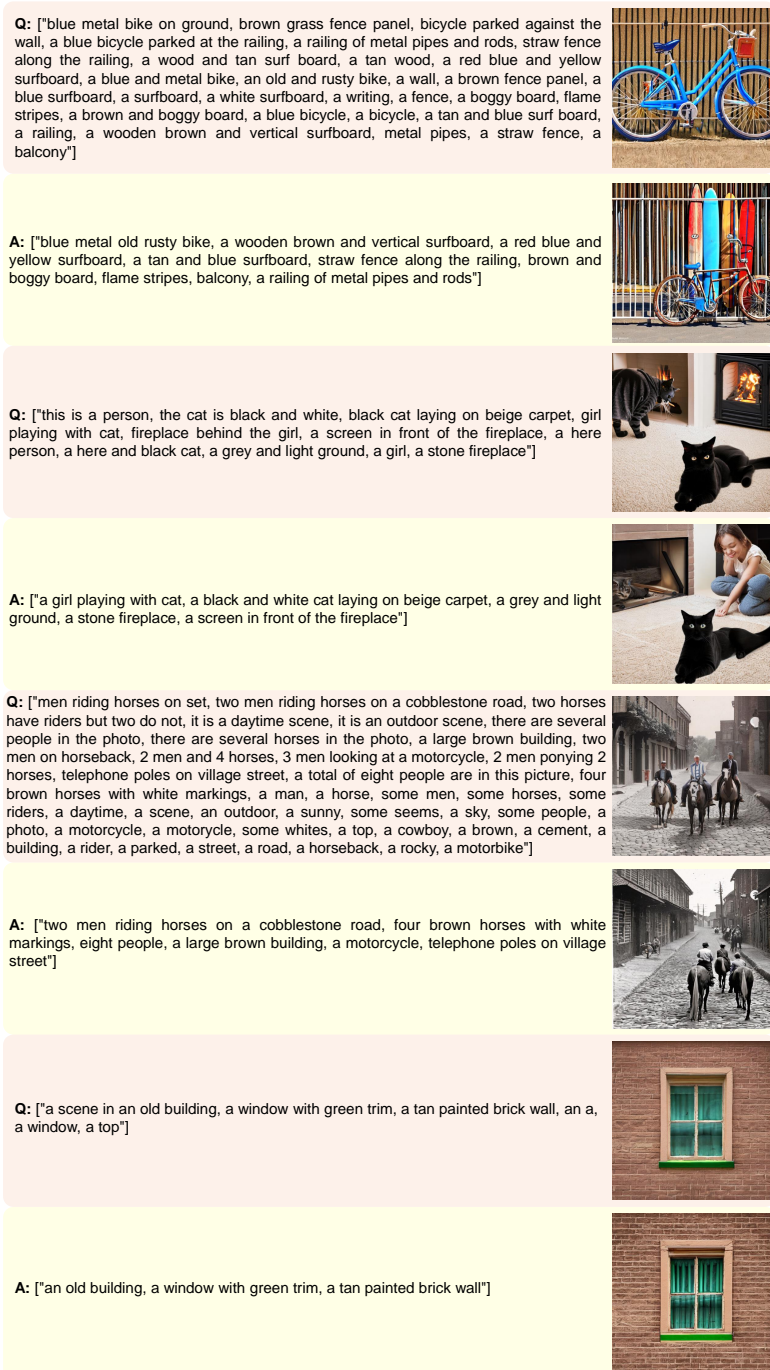 Q: ["blue metal bike on ground, brown grass fence panel, bicycle parked against the
wall, a blue bicycle parked at the railing, a railing of metal pipes and rods, straw fence
along the railing, a wood and tan surf board, a tan wood, a red blue and yellow
surfboard, a blue and metal bike, an old and rusty bike, a wall, a brown fence panel, a
blue surfboard, a surfboard, a white surfboard, a writing, a fence, a boggy board, flame
stripes, a brown and boggy board, a blue bicycle, a bicycle, a tan and blue surf board,
a railing, a wooden brown and vertical surfboard, metal pipes, a straw fence, a
balcony"]
A: ["blue metal old rusty bike, a wooden brown and vertical surfboard, a red blue and
yellow surfboard, a tan and blue surfboard, straw fence along the railing, brown and
boggy board, flame stripes, balcony, a railing of metal pipes and rods"]
Q: ["this is a person, the cat is black and white, black cat laying on beige carpet, girl
playing with cat, fireplace behind the girl, a screen in front of the fireplace, a here
person, a here and black cat, a grey and light ground, a girl, a stone fireplace"]
A: ["a girl playing with cat, a black and white cat laying on beige carpet, a grey and light
ground, a stone fireplace, a screen in front of the fireplace"]
Q: ["men riding horses on set, two men riding horses on a cobblestone road, two horses
have riders but two do not, it is a daytime scene, it is an outdoor scene, there are several
people in the photo, there are several horses in the photo, a large brown building, two
men on horseback, 2 men and 4 horses, 3 men looking at a motorcycle, 2 men ponying 2
horses, telephone poles on village street, a total of eight people are in this picture, four
brown horses with white markings, a man, a horse, some men, some horses, some
riders, a daytime, a scene, an outdoor, a sunny, some seems, a sky, some people, a
photo, a motorcycle, a motorycle, some whites, a top, a cowboy, a brown, a cement, a
building, a rider, a parked, a street, a road, a horseback, a rocky, a motorbike"]
A: ["two men riding horses on a cobblestone road, four brown horses with white
markings, eight people, a large brown building, a motorcycle, telephone poles on village
street"]
Q: ["a scene in an old building, a window with green trim, a tan painted brick wall, an a,
a window, a top"]
A: ["an old building, a window with green trim, a tan painted brick wall"]